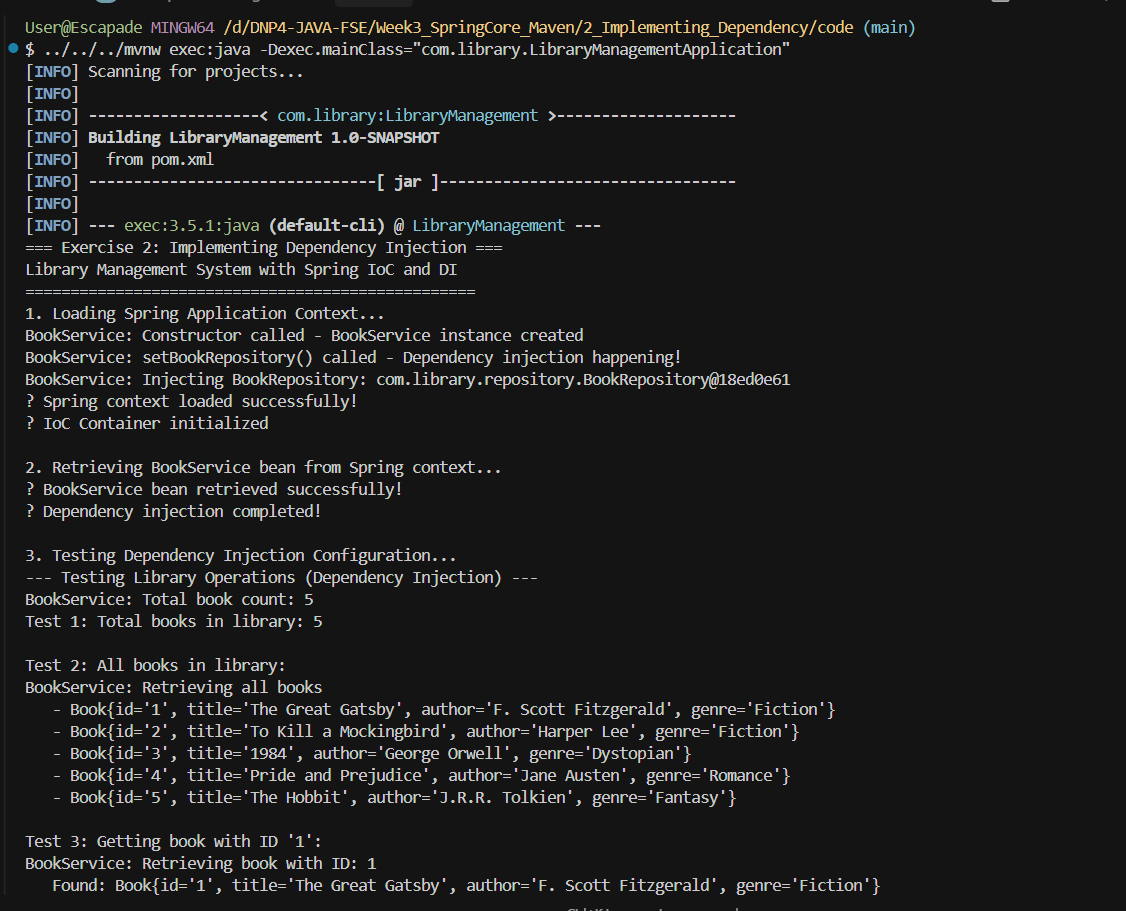 User@Escapade MINGW64 /d/DNP4-JAVA-FSE/Week3_SpringCore_Maven/2_Implementing_Dependency/code (main)
$ ../../../mvnw exec:java -Dexec.mainClass="com.library.LibraryManagementApplication"
[INFO] Scanning for projects...
[INFO]
[INFO] -------------------< com.library:LibraryManagement >--------------------
[INFO] Building LibraryManagement 1.0-SNAPSHOT
[INFO]   from pom.xml
[INFO] --------------------------------[ jar ]---------------------------------
[INFO]
[INFO] --- exec:3.5.1:java (default-cli) @ LibraryManagement ---
=== Exercise 2: Implementing Dependency Injection ===
Library Management System with Spring IoC and DI
==================================================
1. Loading Spring Application Context...
BookService: Constructor called - BookService instance created
BookService: setBookRepository() called - Dependency injection happening!
BookService: Injecting BookRepository: com.library.repository.BookRepository@18ed0e61
? Spring context loaded successfully!
? IoC Container initialized

2. Retrieving BookService bean from Spring context...
? BookService bean retrieved successfully!
? Dependency injection completed!

3. Testing Dependency Injection Configuration...
--- Testing Library Operations (Dependency Injection) ---
BookService: Total book count: 5
Test 1: Total books in library: 5

Test 2: All books in library:
BookService: Retrieving all books
   - Book{id='1', title='The Great Gatsby', author='F. Scott Fitzgerald', genre='Fiction'}
   - Book{id='2', title='To Kill a Mockingbird', author='Harper Lee', genre='Fiction'}
   - Book{id='3', title='1984', author='George Orwell', genre='Dystopian'}
   - Book{id='4', title='Pride and Prejudice', author='Jane Austen', genre='Romance'}
   - Book{id='5', title='The Hobbit', author='J.R.R. Tolkien', genre='Fantasy'}

Test 3: Getting book with ID '1':
BookService: Retrieving book with ID: 1
   Found: Book{id='1', title='The Great Gatsby', author='F. Scott Fitzgerald', genre='Fiction'}